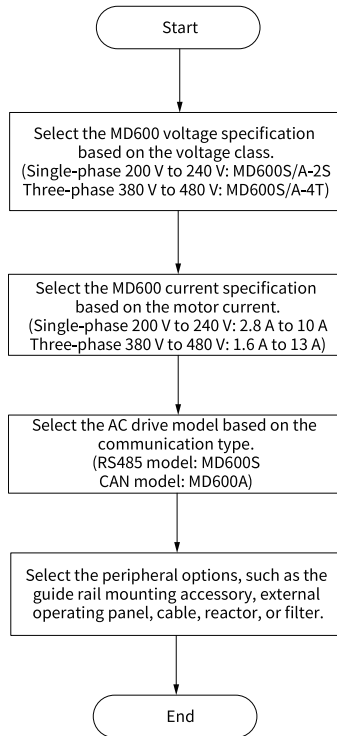 Start
Select the MD600 voltage specification
based on the voltage class.
(Single-phase 200 V to 240 V: MD600S/A-2S
Three-phase 380 V to 480 V: MD600S/A-4T)
Select the MD600 current specification
based on the motor current.
(Single-phase 200 V to 240 V: 2.8 A to 10 A
Three-phase 380 V to 480 V: 1.6 A to 13 A)
Select the AC drive model based on the
communication type.
(RS485 model: MD600S
CAN model: MD600A)
Select the peripheral options, such as the
guide rail mounting accessory, external
operating panel, cable, reactor, or filter.
End